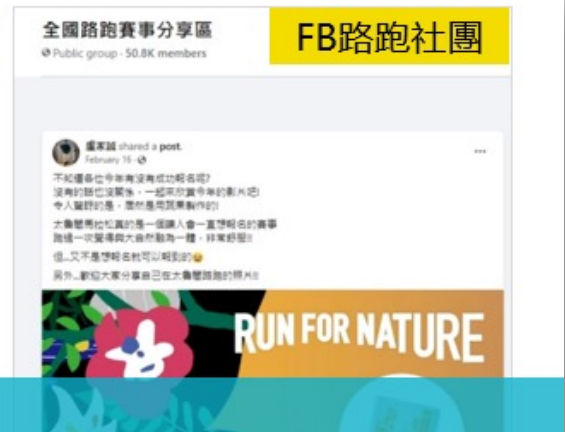 全國路跑賽事分享區
FB路跑社團
Public group · 50.8K members
盧家誠 shared a post.
February 16 ·
不知道各位今年有沒有成功報名呢?
沒有的話也沒關係，一起來欣賞今年的影片吧!
令人驚訝的是，居然是用蔬果製作的!
太魯閣馬拉松真的是一個讓人會一直想報名的賽事
跑過一次覺得與大自然融為一體，非常舒壓!!
但...又不是想報名就可以報到的😅
另外...歡迎大家分享自己在太魯閣路跑的照片!!
RUN FOR NATURE